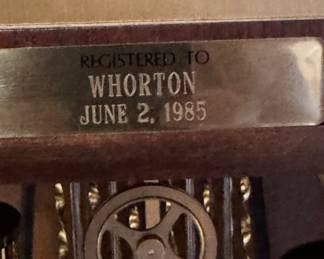 REGISTERED TO
WHORTON
JUNE 2, 1985